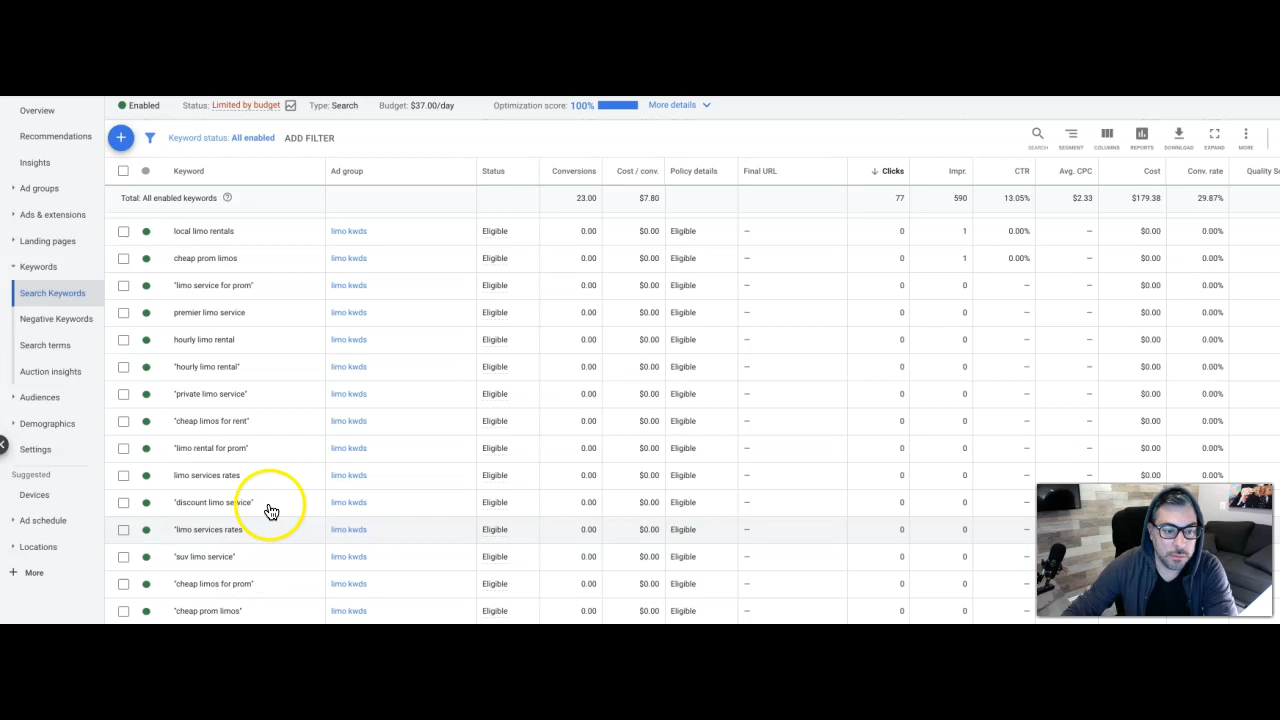 Overview
Recommendations
Insights
Ad groups
Ads & extensions
Landing pages
Keywords
Search Keywords
Negative Keywords
Search terms
Auction insights
Audiences
Demographics
Settings
Suggested
Devices
Ad schedule
Locations
+ More
Enabled Status: Limited by budget Type: Search Budget: $37.00/day Optimization score: 100% More details
Keyword status: All enabled ADD FILTER
SEARCH SEGMENT COLUMNS REPORTS DOWNLOAD EXPAND MORE
Keyword Ad group Status Conversions Cost / conv. Policy details Final URL ↓ Clicks Impr. CTR Avg. CPC Cost Conv. rate Quality
Total: All enabled keywords 23.00 $7.80 77 590 13.05% $2.33 $179.38 29.87%
local limo rentals limo kwds Eligible 0.00 $0.00 Eligible — 0 1 0.00% — $0.00 0.00%
cheap prom limos limo kwds Eligible 0.00 $0.00 Eligible — 0 1 0.00% — $0.00 0.00%
"limo service for prom" limo kwds Eligible 0.00 $0.00 Eligible — 0 0 — — $0.00 0.00%
premier limo service limo kwds Eligible 0.00 $0.00 Eligible — 0 0 — — $0.00 0.00%
hourly limo rental limo kwds Eligible 0.00 $0.00 Eligible — 0 0 — — $0.00 0.00%
"hourly limo rental" limo kwds Eligible 0.00 $0.00 Eligible — 0 0 — — $0.00 0.00%
"private limo service" limo kwds Eligible 0.00 $0.00 Eligible — 0 0 — — $0.00 0.00%
"cheap limos for rent" limo kwds Eligible 0.00 $0.00 Eligible — 0 0 — — $0.00 0.00%
"limo rental for prom" limo kwds Eligible 0.00 $0.00 Eligible — 0 0 — — $0.00 0.00%
limo services rates limo kwds Eligible 0.00 $0.00 Eligible — 0 0 — — $0.00 0.00%
"discount limo service" limo kwds Eligible 0.00 $0.00 Eligible — 0 0 —
"limo services rates" limo kwds Eligible 0.00 $0.00 Eligible — 0 0 —
"suv limo service" limo kwds Eligible 0.00 $0.00 Eligible — 0 0 —
"cheap limos for prom" limo kwds Eligible 0.00 $0.00 Eligible — 0 0 —
"cheap prom limos" limo kwds Eligible 0.00 $0.00 Eligible — 0 0 —